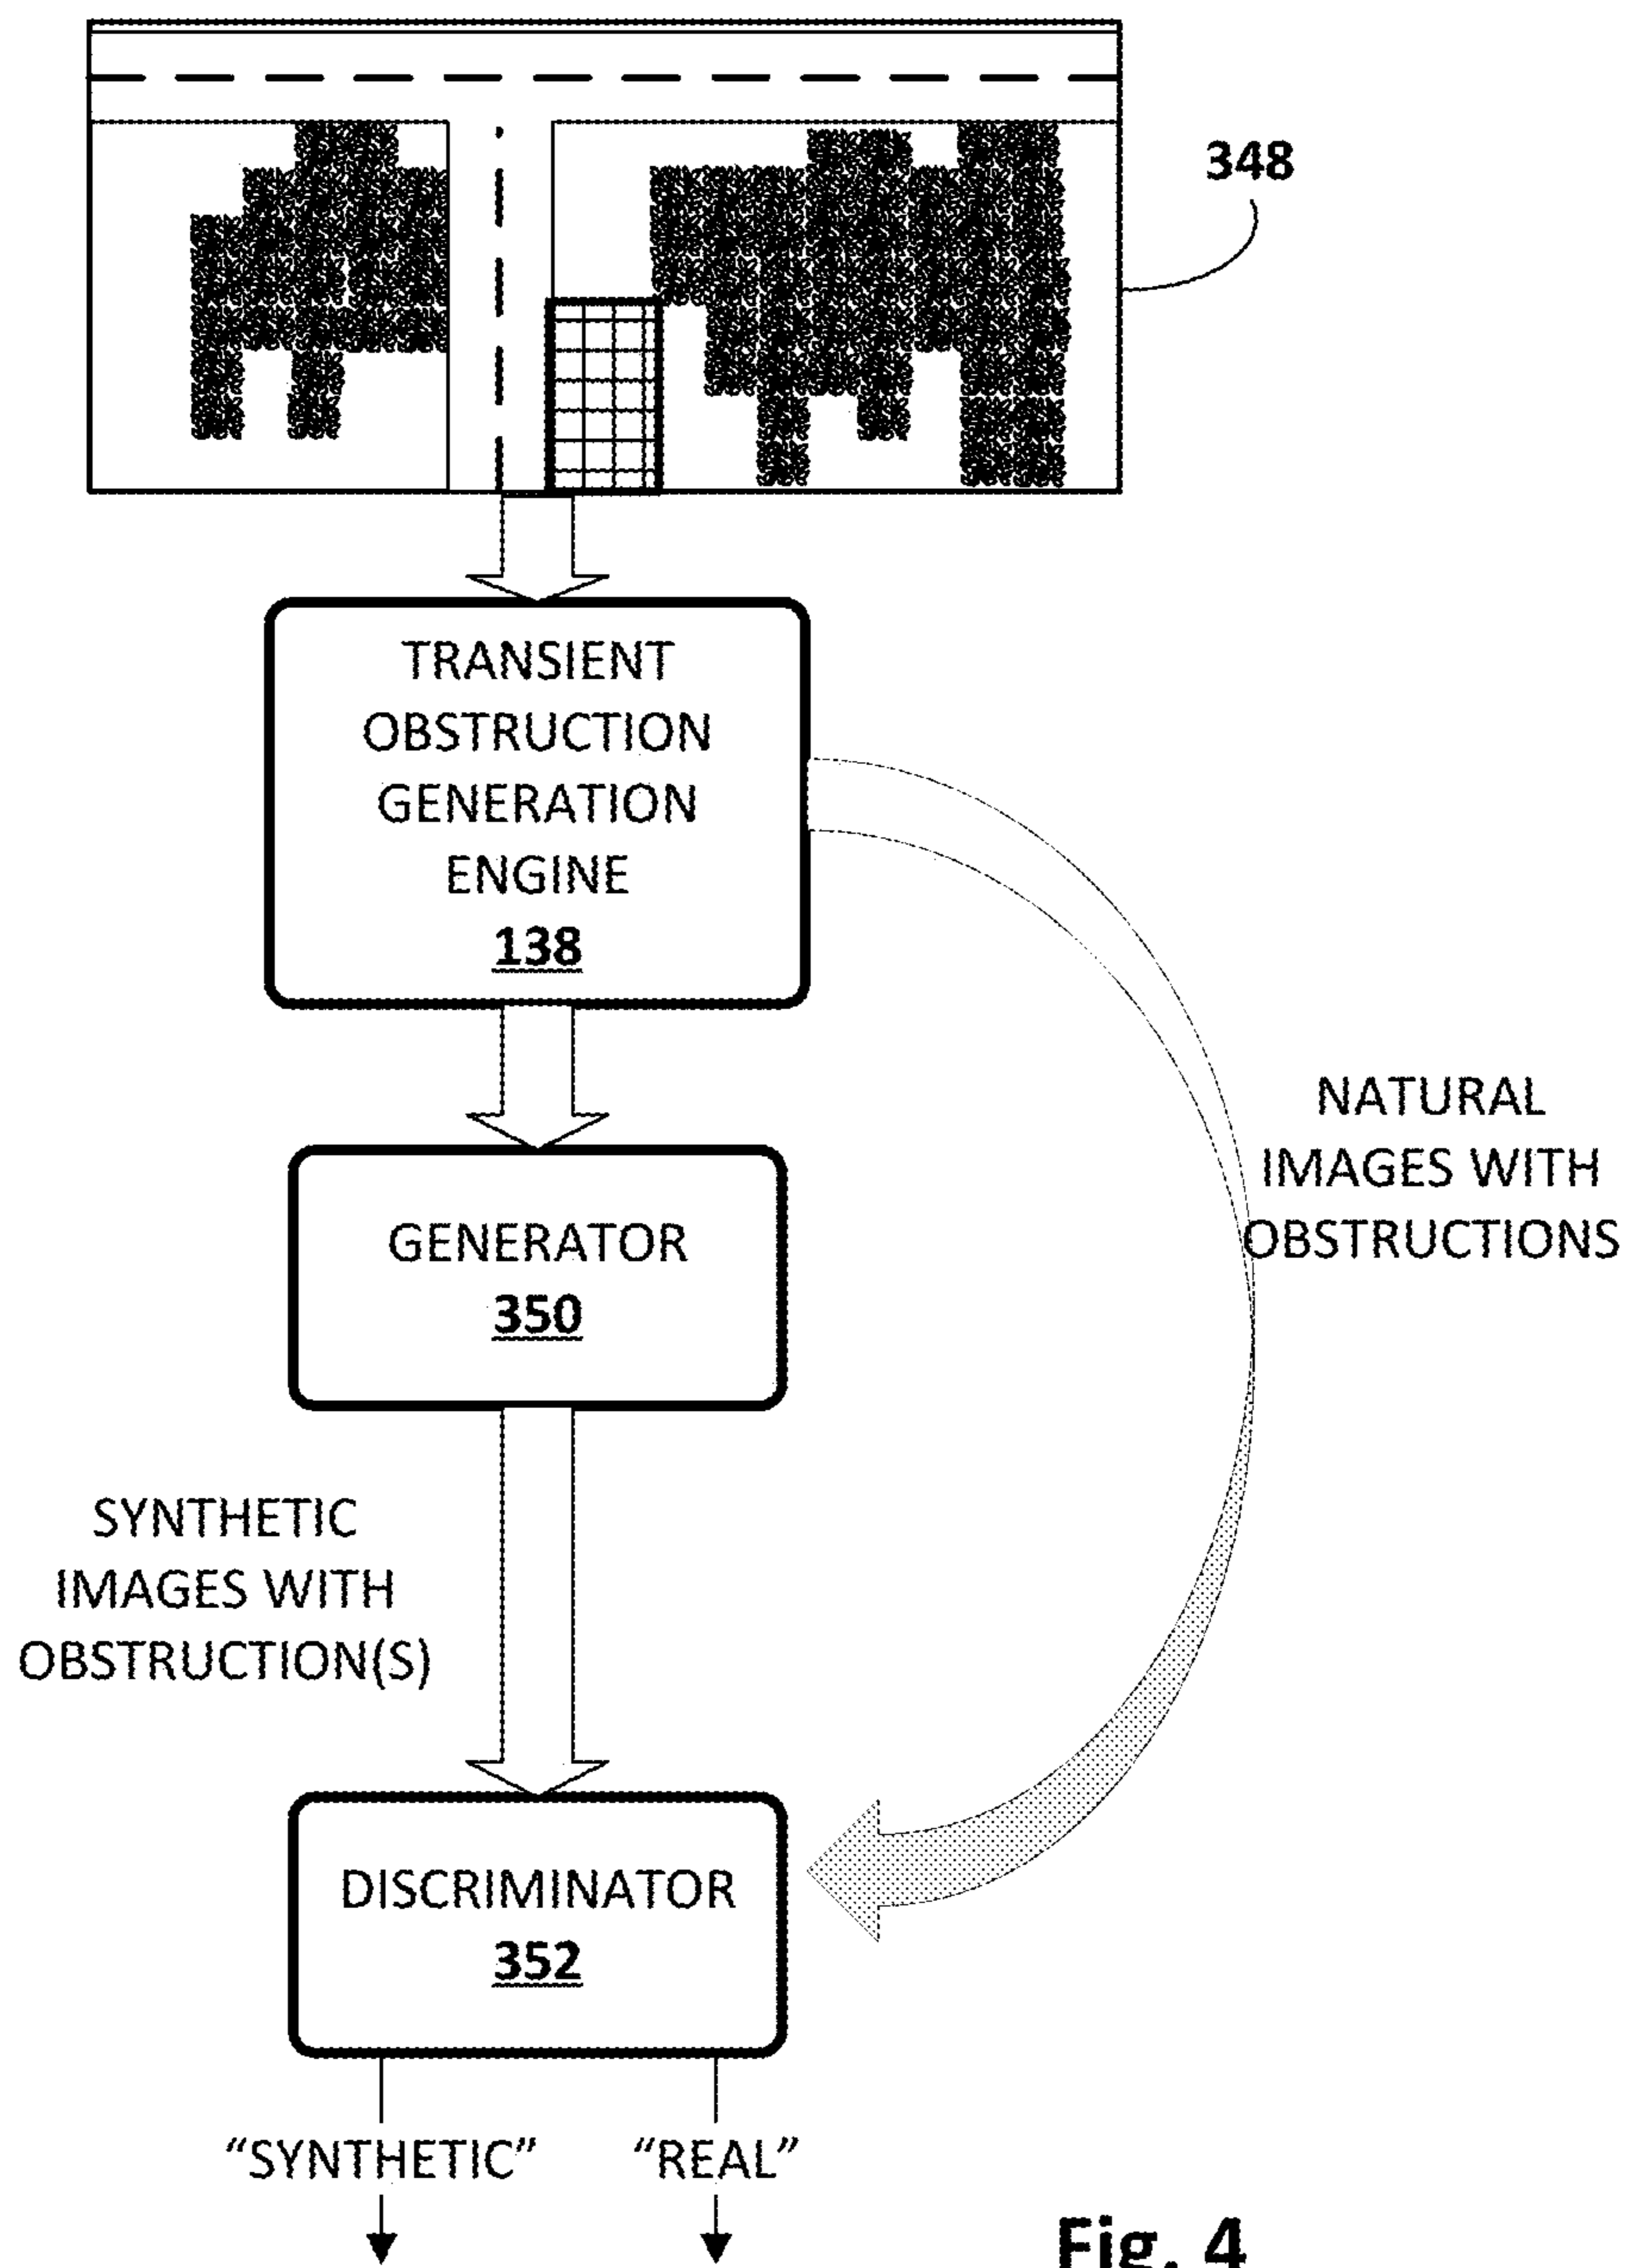 348
TRANSIENT
OBSTRUCTION
GENERATION
ENGINE
138
NATURAL
IMAGES WITH
OBSTRUCTIONS
GENERATOR
350
SYNTHETIC
IMAGES WITH
OBSTRUCTION(S)
DISCRIMINATOR
352
“SYNTHETIC” “REAL”
Fig. 4